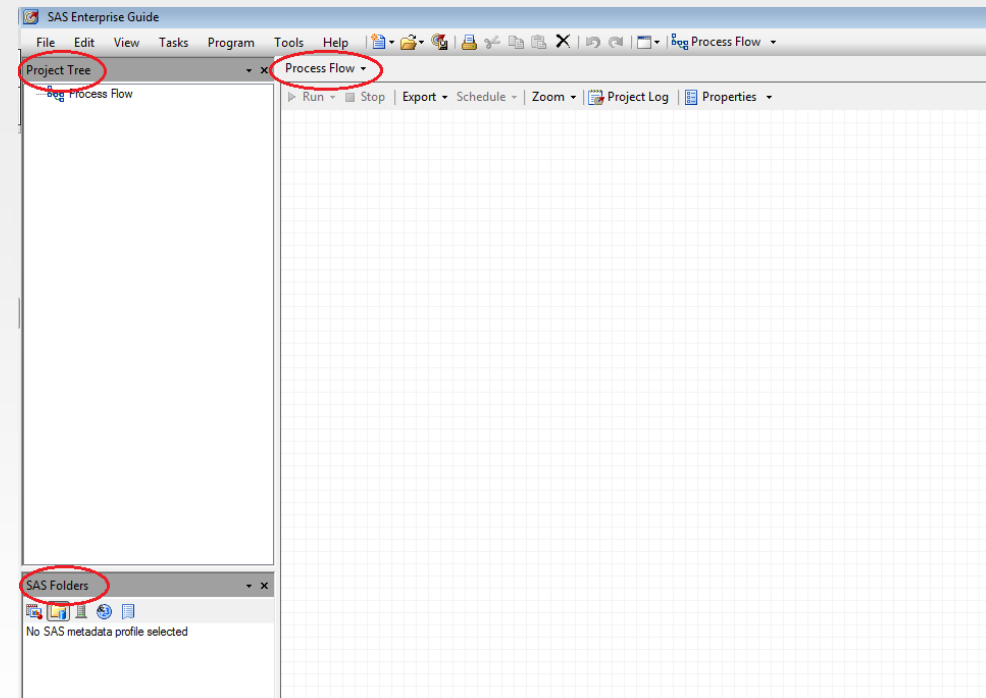 SAS Enterprise Guide
File Edit View Tasks Program Tools Help Process Flow
Project Tree
Process Flow
Process Flow
Run Stop Export Schedule Zoom Project Log Properties
SAS Folders
No SAS metadata profile selected